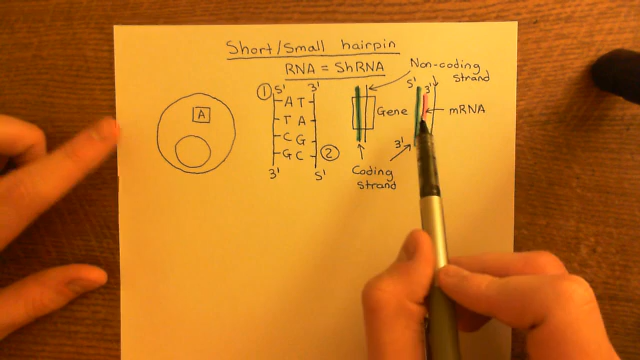 Short/Small hairpin
RNA = ShRNA
Non-coding
strand
A
① 5' 3'
A T
T A
C G
G C ②
3' 5'
Gene
Coding
strand
5' 3'
mRNA
3'